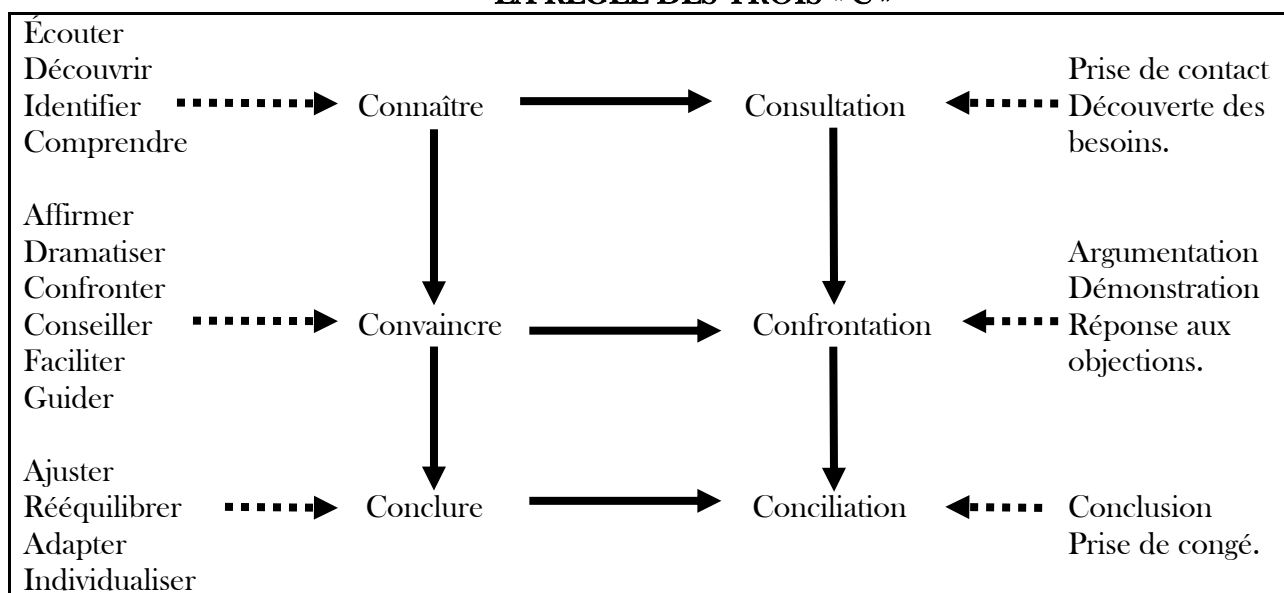 LA RÈGLE DES TROIS « C »
Écouter
Découvrir
Identifier
Comprendre
Connaître
Consultation
Prise de contact
Découverte des
besoins.
Affirmer
Dramatiser
Confronter
Conseiller
Faciliter
Guider
Convaincre
Confrontation
Argumentation
Démonstration
Réponse aux
objections.
Ajuster
Rééquilibrer
Adapter
Individualiser
Conclure
Conciliation
Conclusion
Prise de congé.